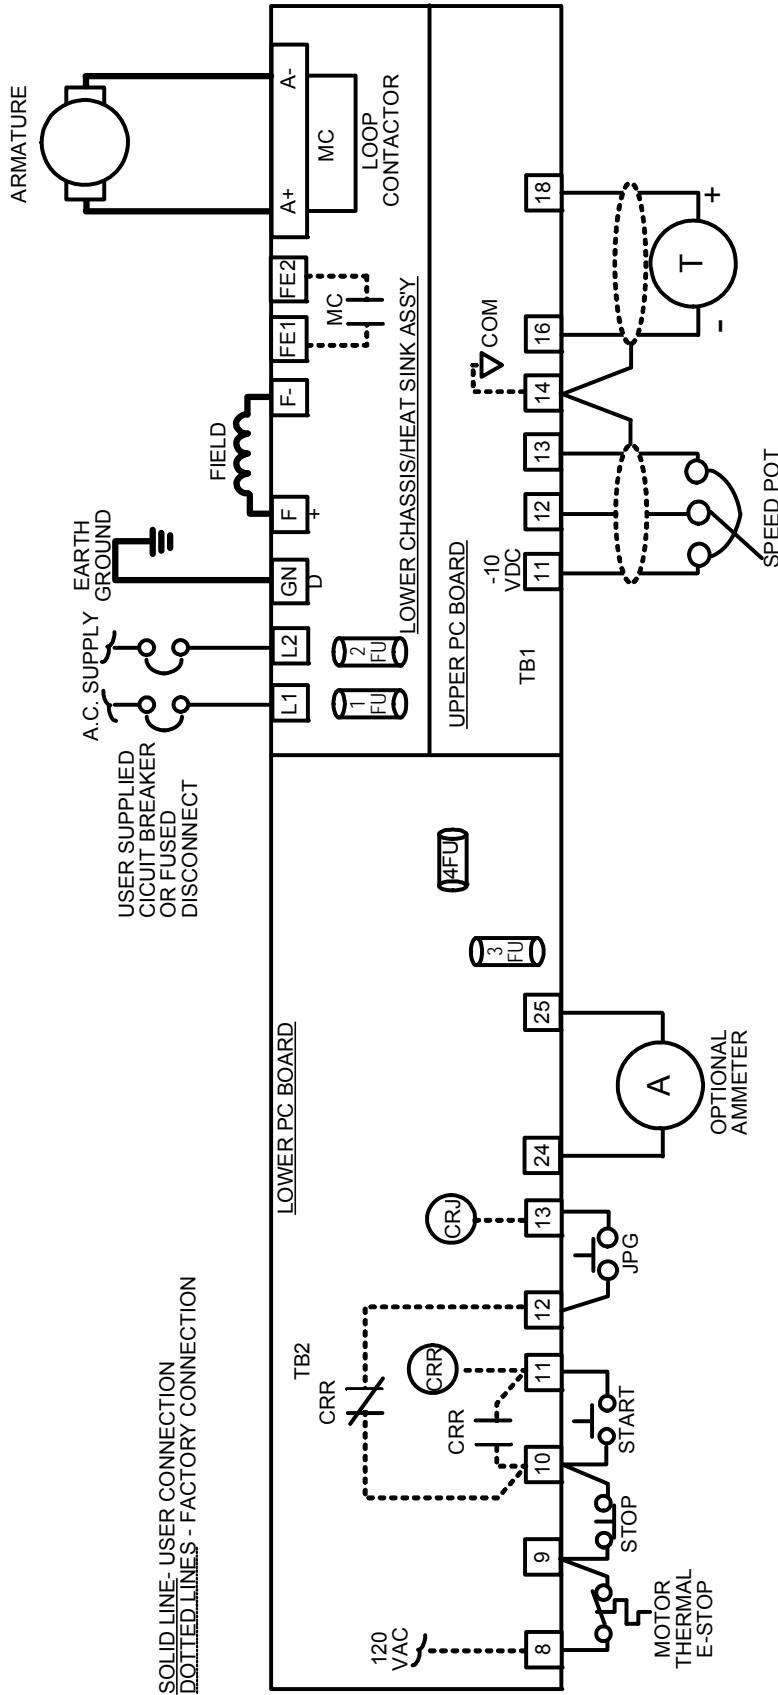 SOLID LINE- USER CONNECTION
DOTTED LINES - FACTORY CONNECTION
USER SUPPLIED
CICUIT BREAKER
OR FUSED
DISCONNECT
A.C. SUPPLY
EARTH
GROUND
FIELD
ARMATURE
L1
L2
GN
D
F
+
F-
FE1
FE2
A+
A-
MC
MC
LOOP
CONTACTOR
1
FU
2
FU
LOWER CHASSIS/HEAT SINK ASS'Y
LOWER PC BOARD
3
FU
4FU
UPPER PC BOARD
TB1
-10
VDC
COM
11
12
13
14
16
18
SPEED POT
T
-
+
TB2
CRR
CRR
CRR
CRJ
120
VAC
8
9
10
11
12
13
24
25
MOTOR
THERMAL
E-STOP
STOP
START
JPG
A
OPTIONAL
AMMETER